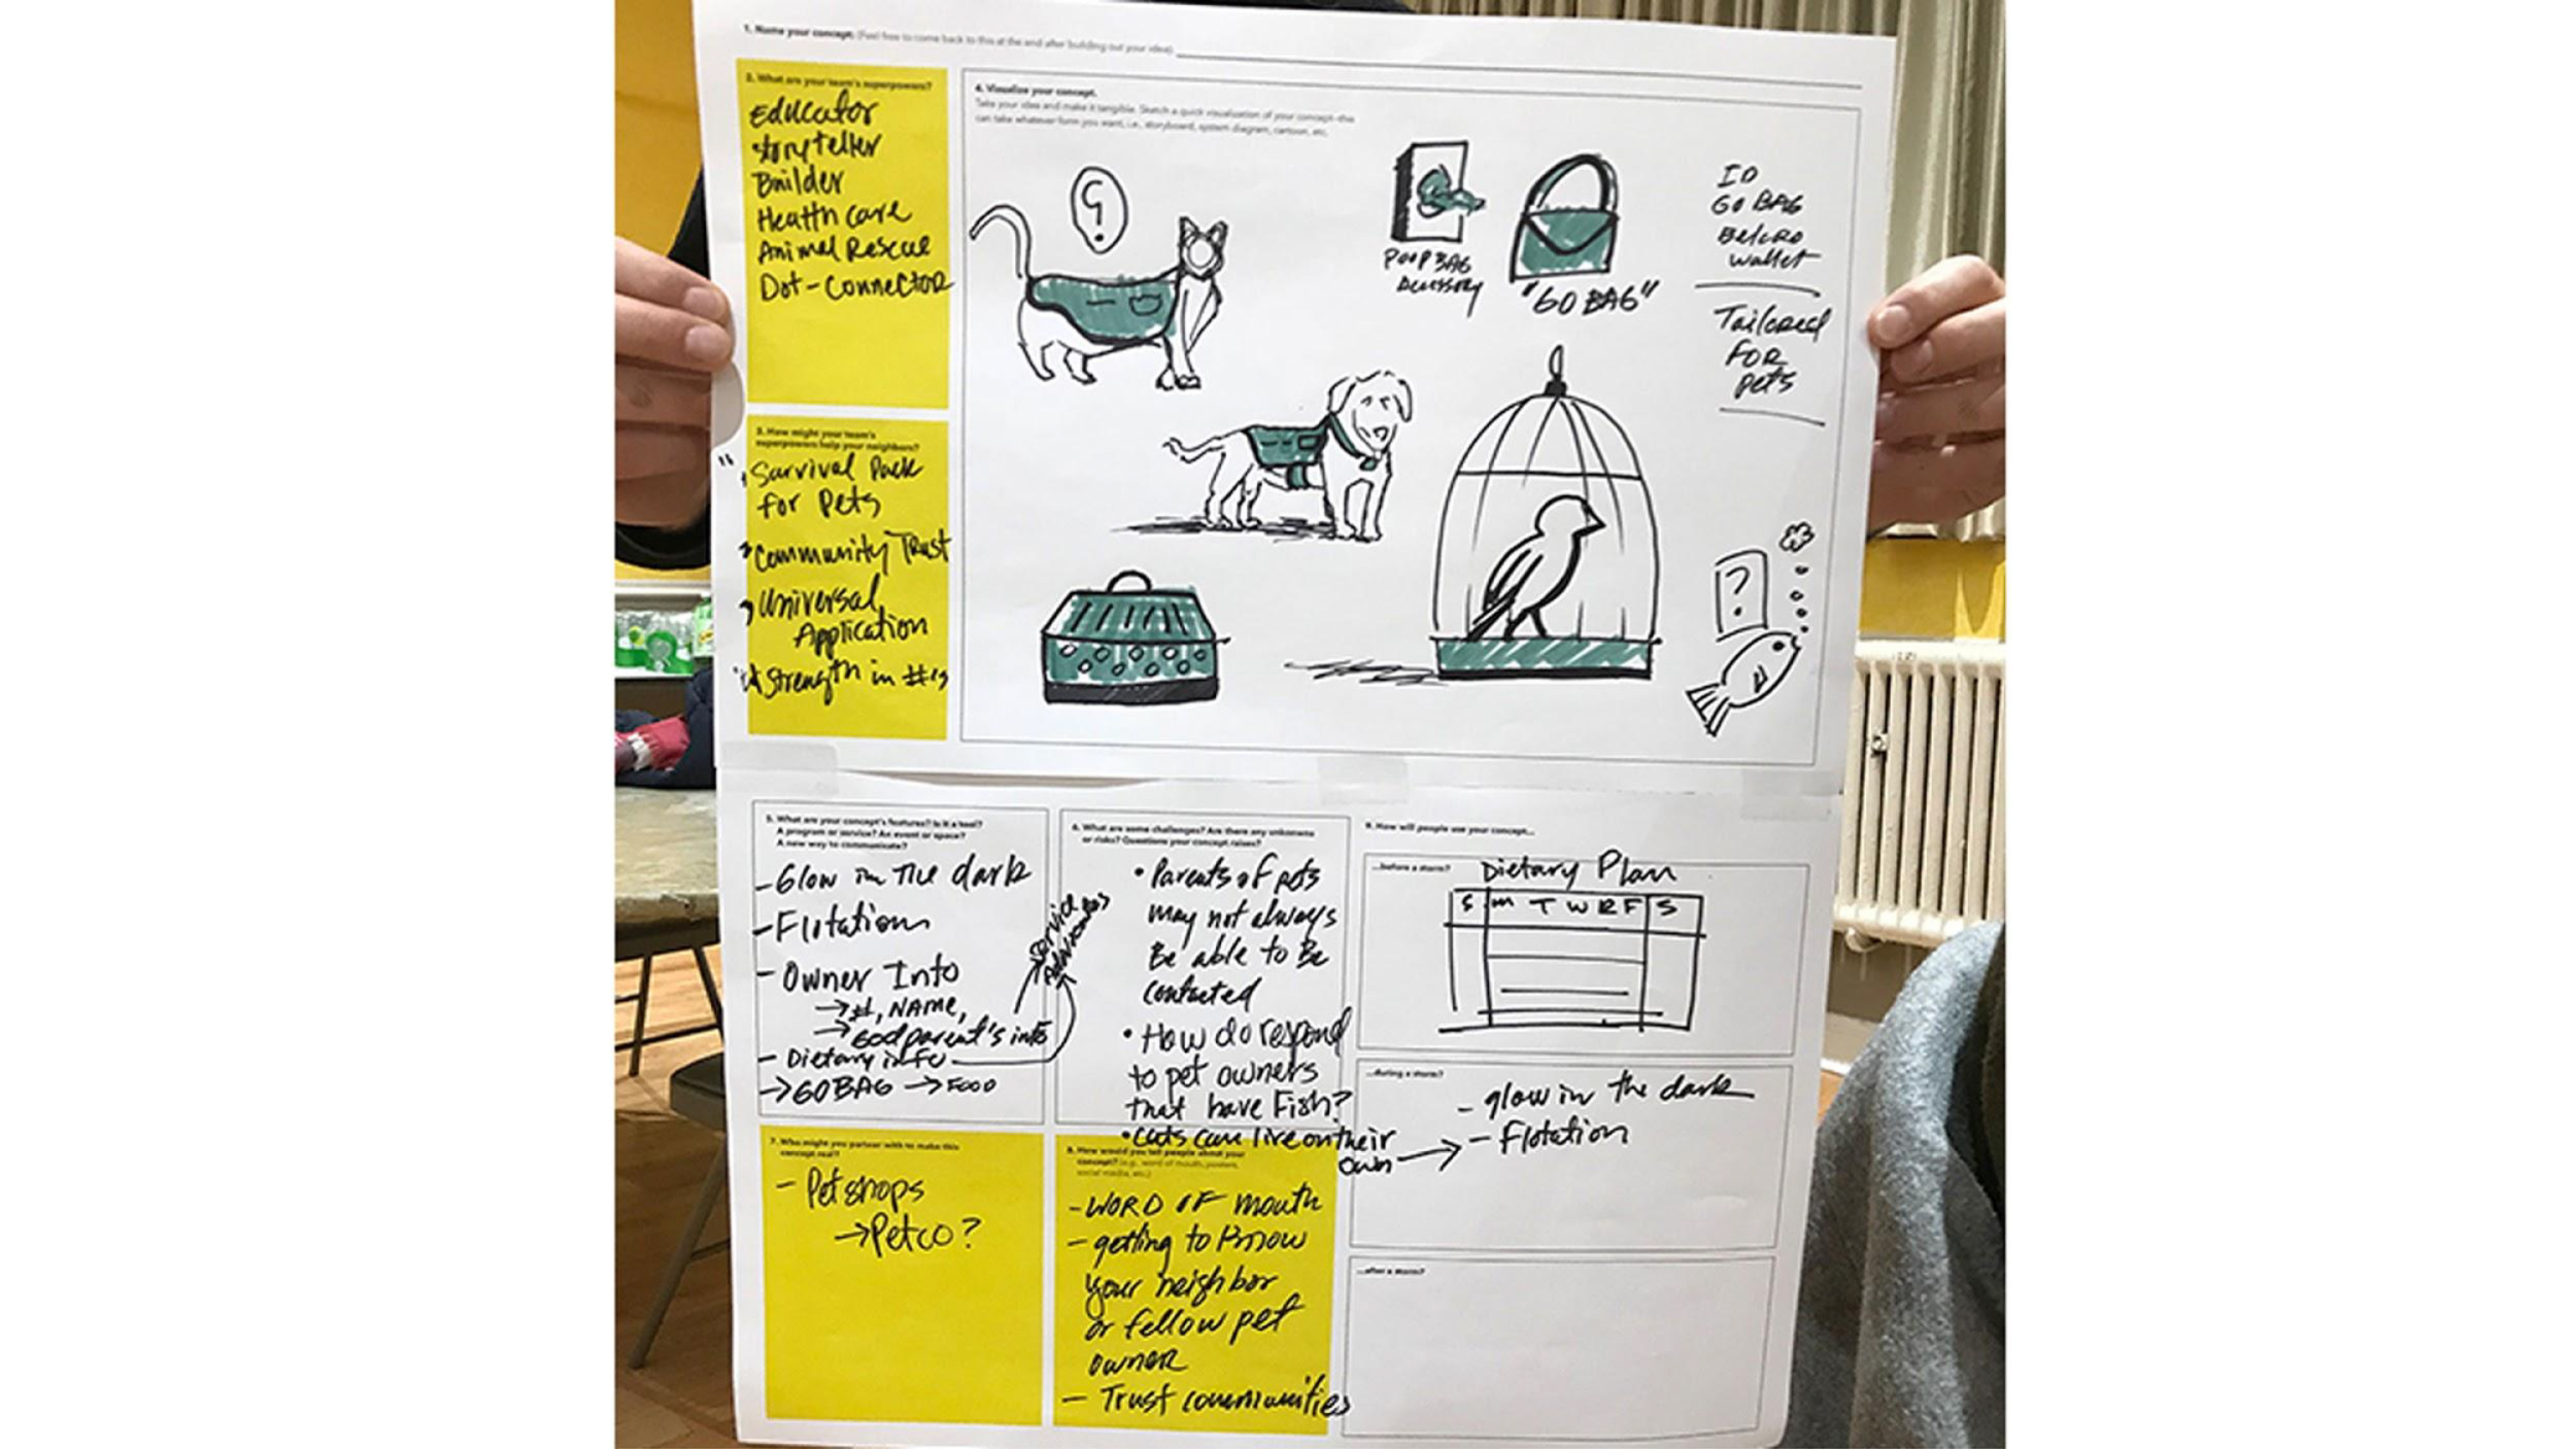 1. Name your concept: (Feel free to come back to this at the end after building out your idea)
2. What are your team's superpowers?
Educator
Storyteller
Builder
Health care
Animal Rescue
Dot-Connector
3. How might your team's
superpowers help your neighbors?
Survival Pack
for Pets
Community Trust
Universal
Application
Strength in #'s
4. Visualize your concept.
Take your idea and make it tangible. Sketch a quick visualization of your concept–this
can take whatever form you want, i.e., storyboard, system diagram, cartoon, etc.
?
POOP BAG
Accessory
"GO BAG"
ID
GO BAG
Belcro
Wallet
Tailored
FOR
pets
?
5. What are your concept's features? Is it a tool?
A program or service? An event or space?
A new way to communicate?
- Glow in the dark
- Flotation
- Owner Info
→ #, NAME,
→ Godparent's info
- Dietary info
→ GO BAG → FOOD
Service
6. What are some challenges? Are there any unknowns
or risks? Questions your concept raises?
• Parents of pets
may not always
Be able to Be
contacted
• How do respond
to pet owners
that have Fish?
• Cats can live on their
own →
7. Who might you partner with to make this
concept real?
- Pet shops
→ Petco?
8. How would you tell people about your
concept? (e.g., word of mouth, posters,
social media, etc.)
- WORD OF mouth
- getting to know
your neighbor
or fellow pet
owner
- Trust communities
9. How will people use your concept...
...before a storm?
Dietary Plan
S M T W R F S
...during a storm?
- glow in the dark
- Flotation
...after a storm?